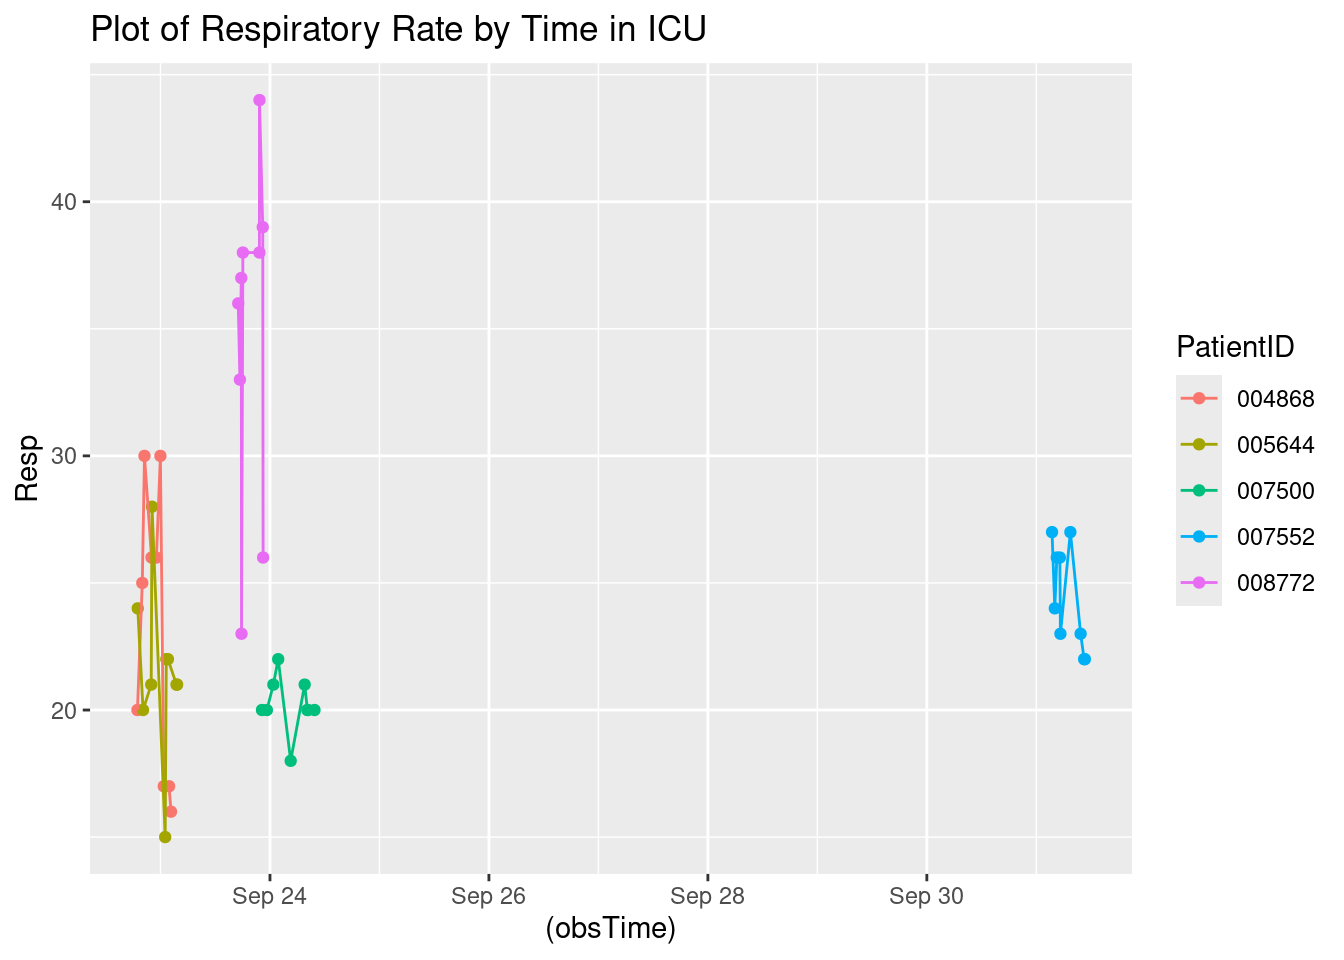 Plot of Respiratory Rate by Time in ICU
Resp
40
30
20
Sep 24
Sep 26
Sep 28
Sep 30
(obsTime)
PatientID
004868
005644
007500
007552
008772